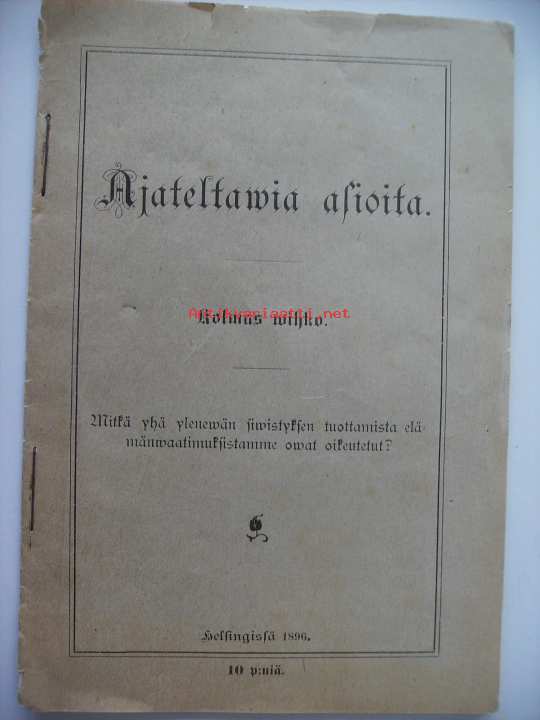 Ajateltawia asioita.
Antikvariaatti.net
Kolmas wihko.
Mitkä yhä ylenewän siwistyksen tuottamista elä-
mänwaatimuksistamme owat oikeutetut?
Helsingissä 1896.
10 p:niä.